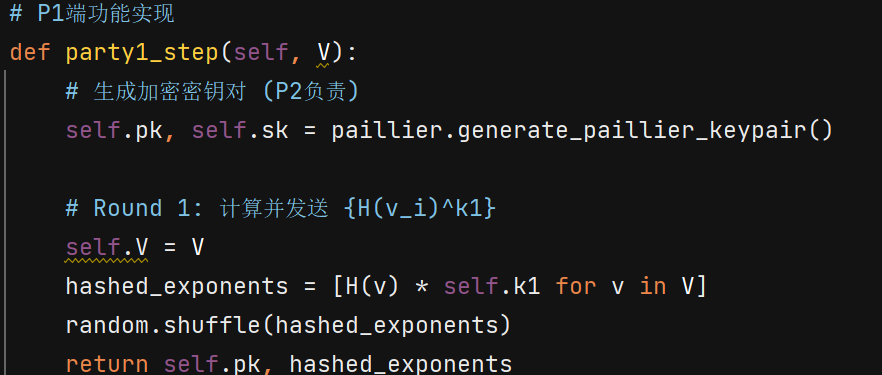 # P1端功能实现
def party1_step(self, V):
# 生成加密密钥对 (P2负责)
self.pk, self.sk = paillier.generate_paillier_keypair()
# Round 1: 计算并发送 {H(v_i)^k1}
self.V = V
hashed_exponents = [H(v) * self.k1 for v in V]
random.shuffle(hashed_exponents)
return self.pk, hashed_exponents